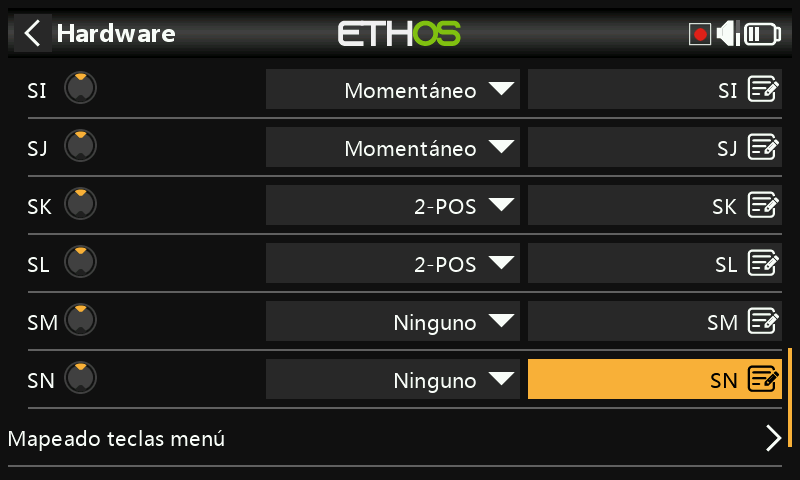 Hardware ETHOS
SI Momentáneo SI
SJ Momentáneo SJ
SK 2-POS SK
SL 2-POS SL
SM Ninguno SM
SN Ninguno SN
Mapeado teclas menú